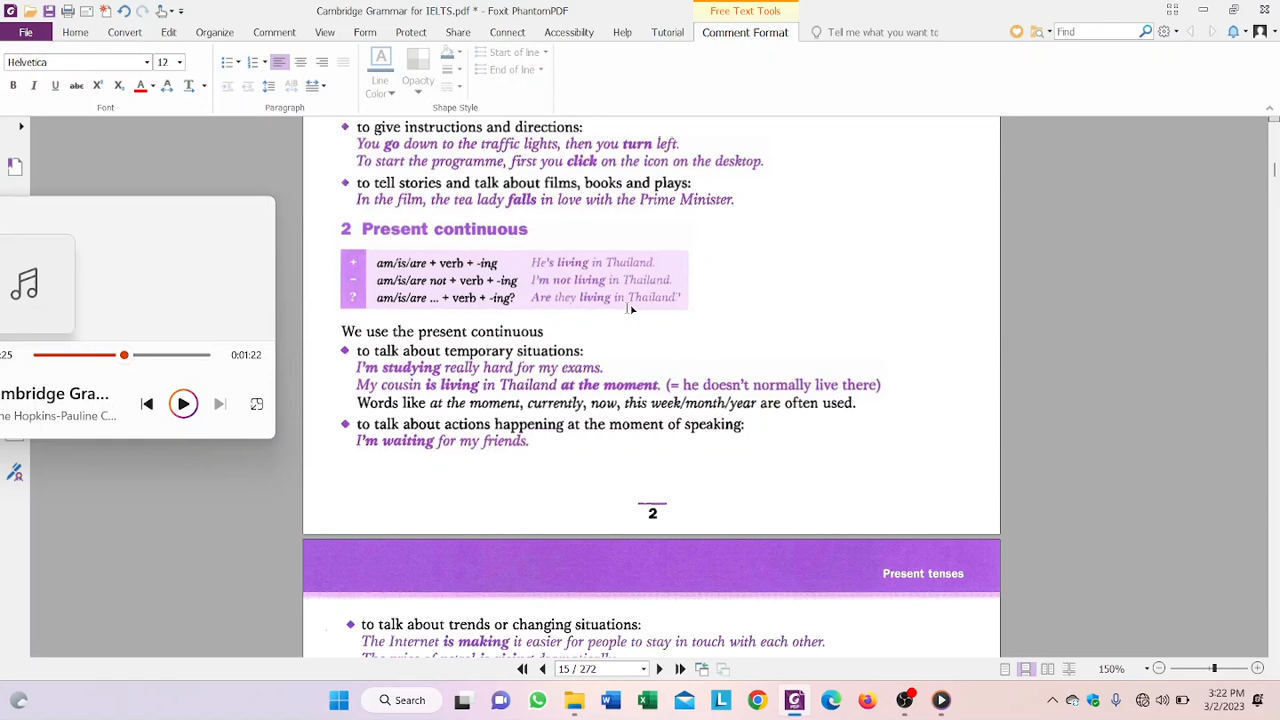 Cambridge Grammar for IELTS.pdf * - Foxit PhantomPDF
Free Text Tools
File Home Convert Edit Organize Comment View Form Protect Share Connect Accessibility Help Tutorial Comment Format Tell me what you want to Find
Helvetica 12
Line Color Opacity
Start of line
End of line
Font Paragraph Shape Style
to give instructions and directions:
You go down to the traffic lights, then you turn left.
To start the programme, first you click on the icon on the desktop.
to tell stories and talk about films, books and plays:
In the film, the tea lady falls in love with the Prime Minister.
2 Present continuous
+ am/is/are + verb + -ing He's living in Thailand.
– am/is/are not + verb + -ing I'm not living in Thailand.
? am/is/are ... + verb + -ing? Are they living in Thailand?
We use the present continuous
to talk about temporary situations:
I'm studying really hard for my exams.
My cousin is living in Thailand at the moment. (= he doesn't normally live there)
Words like at the moment, currently, now, this week/month/year are often used.
to talk about actions happening at the moment of speaking:
I'm waiting for my friends.
2
Present tenses
to talk about trends or changing situations:
The Internet is making it easier for people to stay in touch with each other.
The price of petrol is rising dramatically.
:25 0:01:22
mbridge Gra...
ne Hopkins-Pauline C...
15 / 272
150%
Search
3:22 PM
3/2/2023